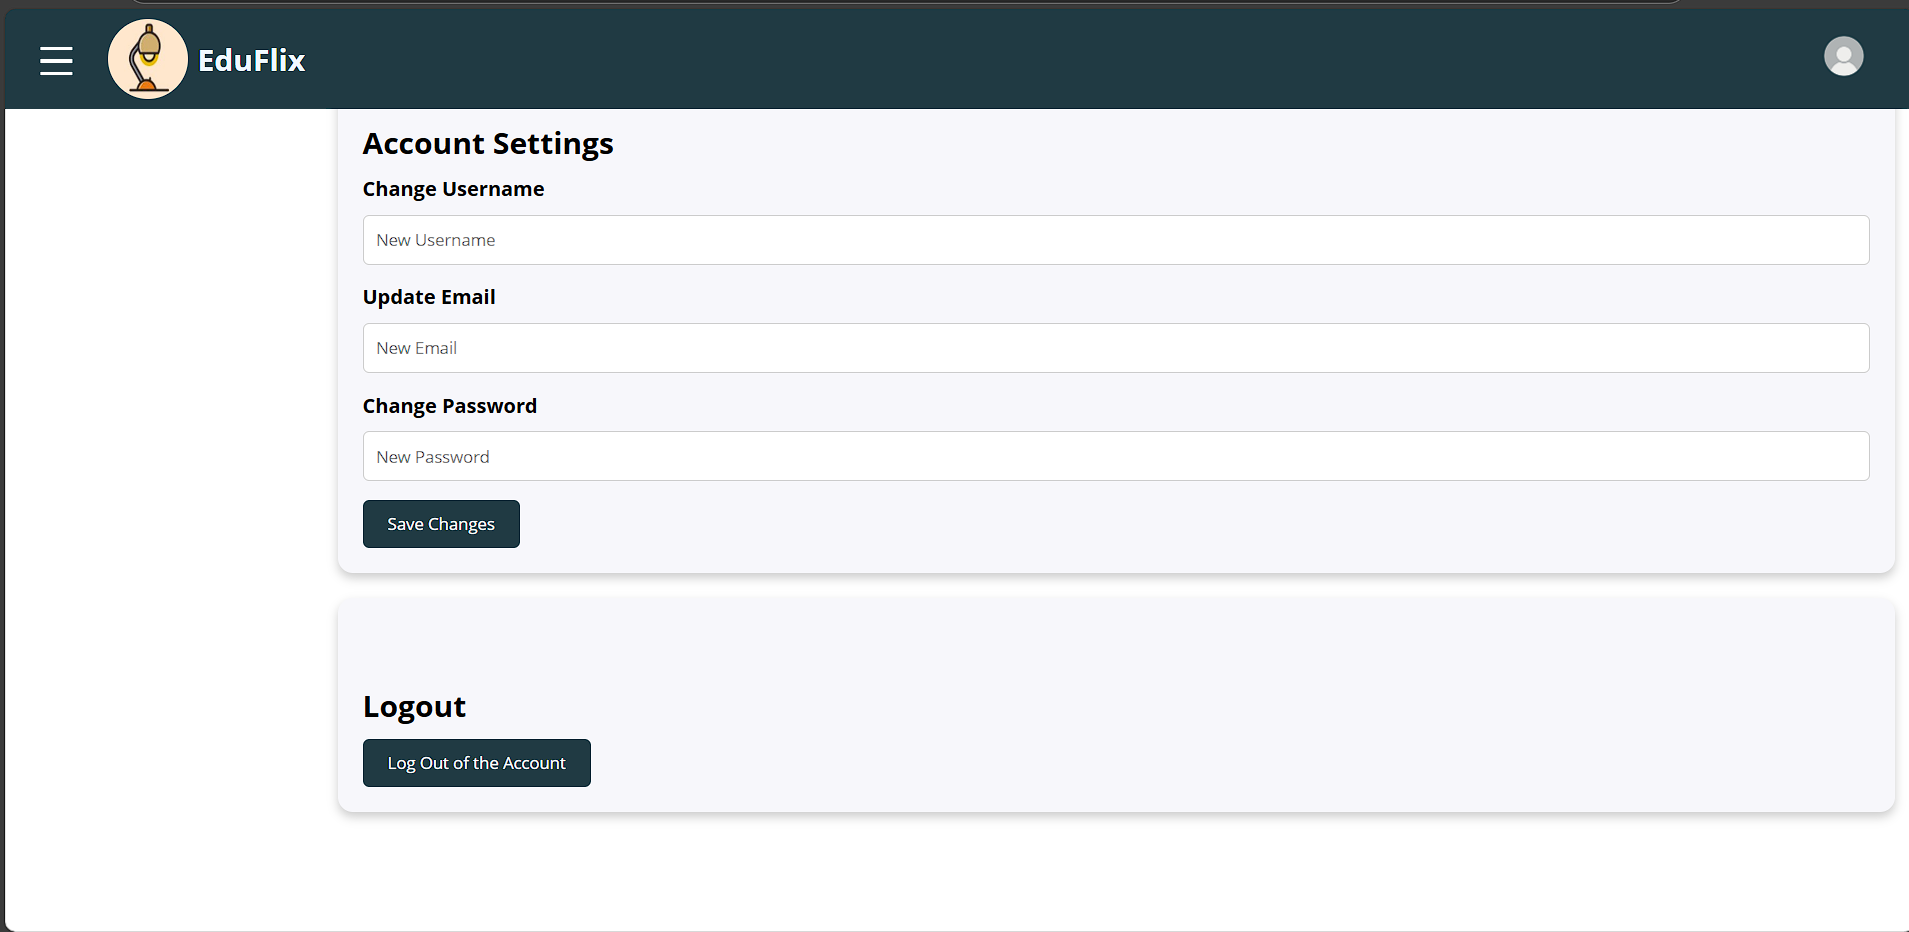 EduFlix
Account Settings
Change Username
New Username
Update Email
New Email
Change Password
New Password
Save Changes
Logout
Log Out of the Account